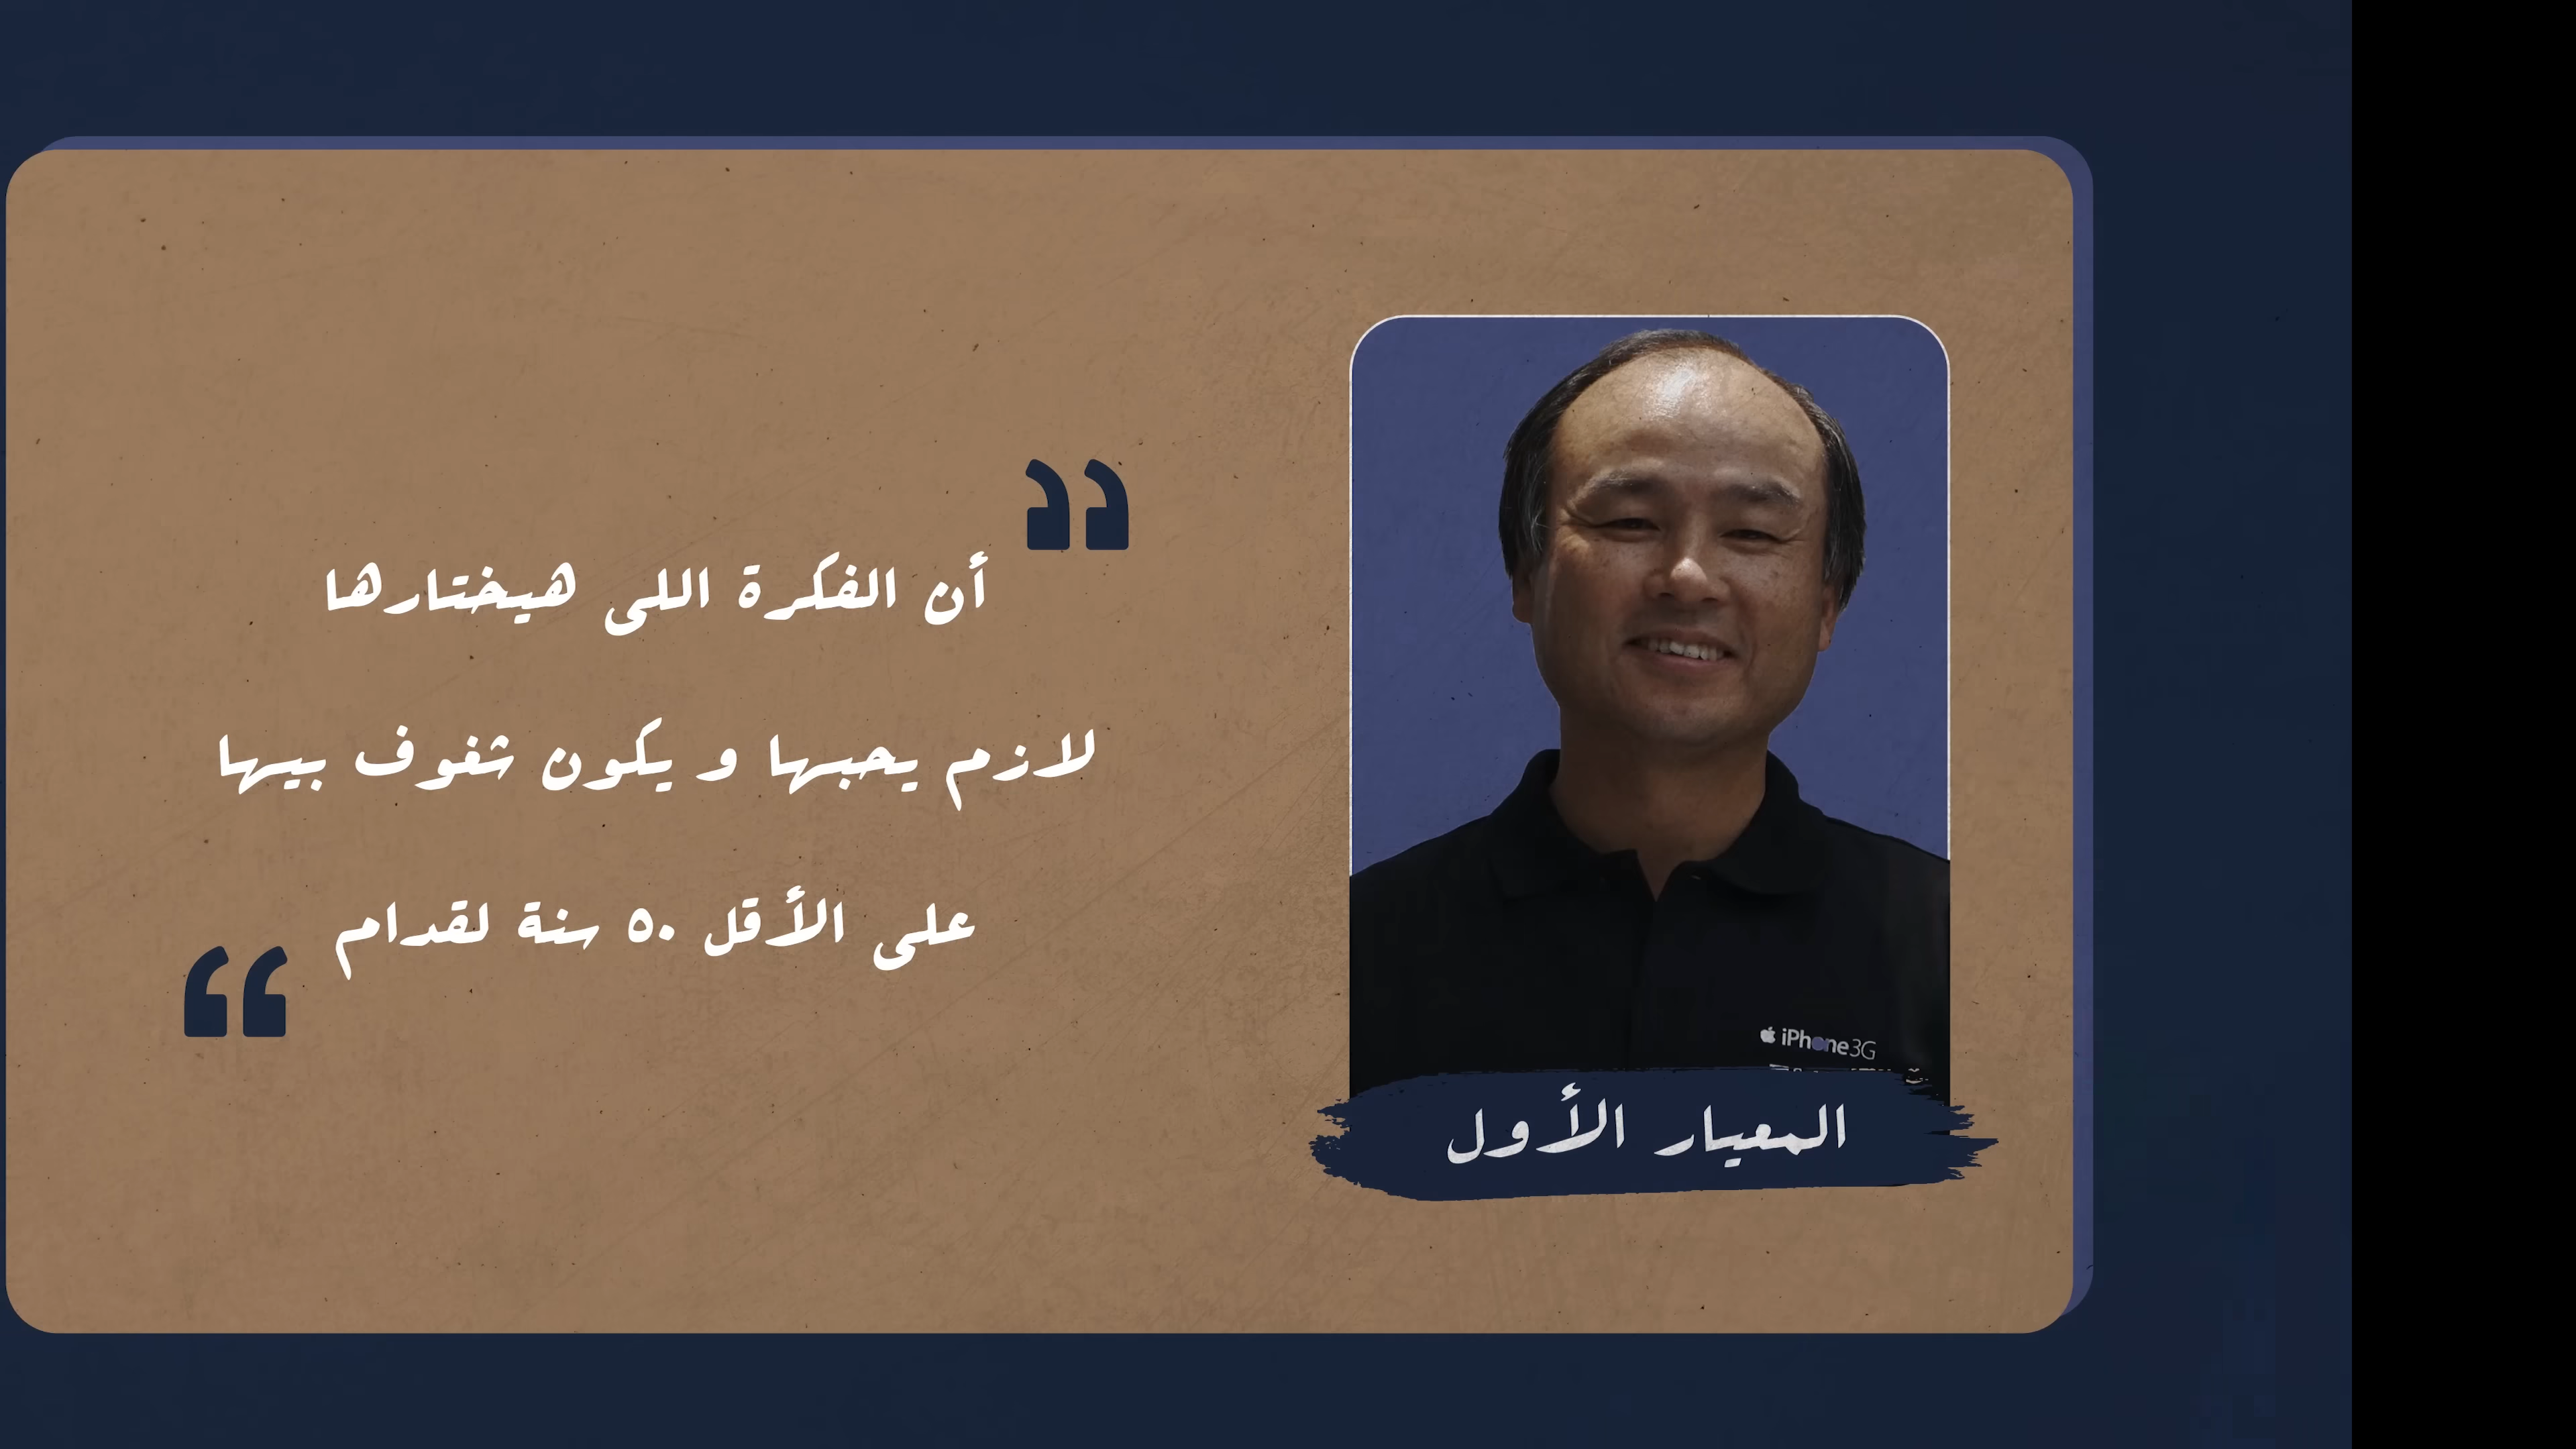 أن الفكرة اللى هيختارها
لازم يحبها و يكون شغوف بيها
على الأقل ٥٠ سنة لقدام
iPhone 3G
المعيار الأول